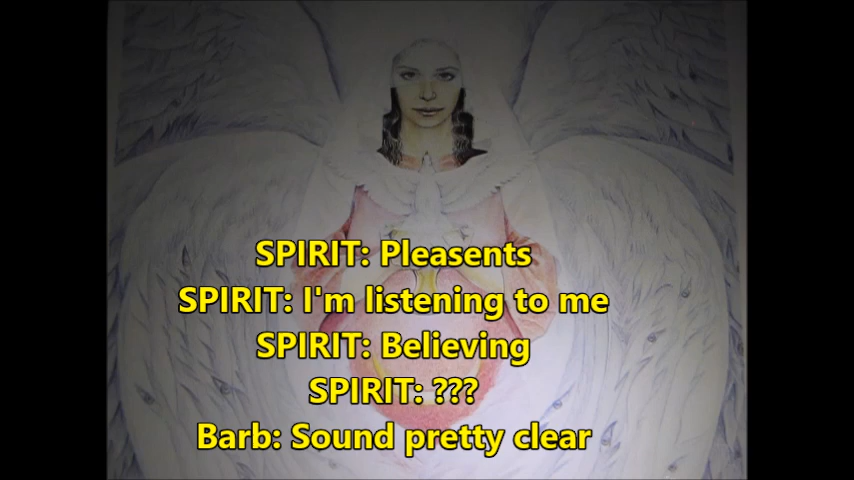 SPIRIT: Pleasents
SPIRIT: I'm listening to me
SPIRIT: Believing
SPIRIT: ???
Barb: Sound pretty clear